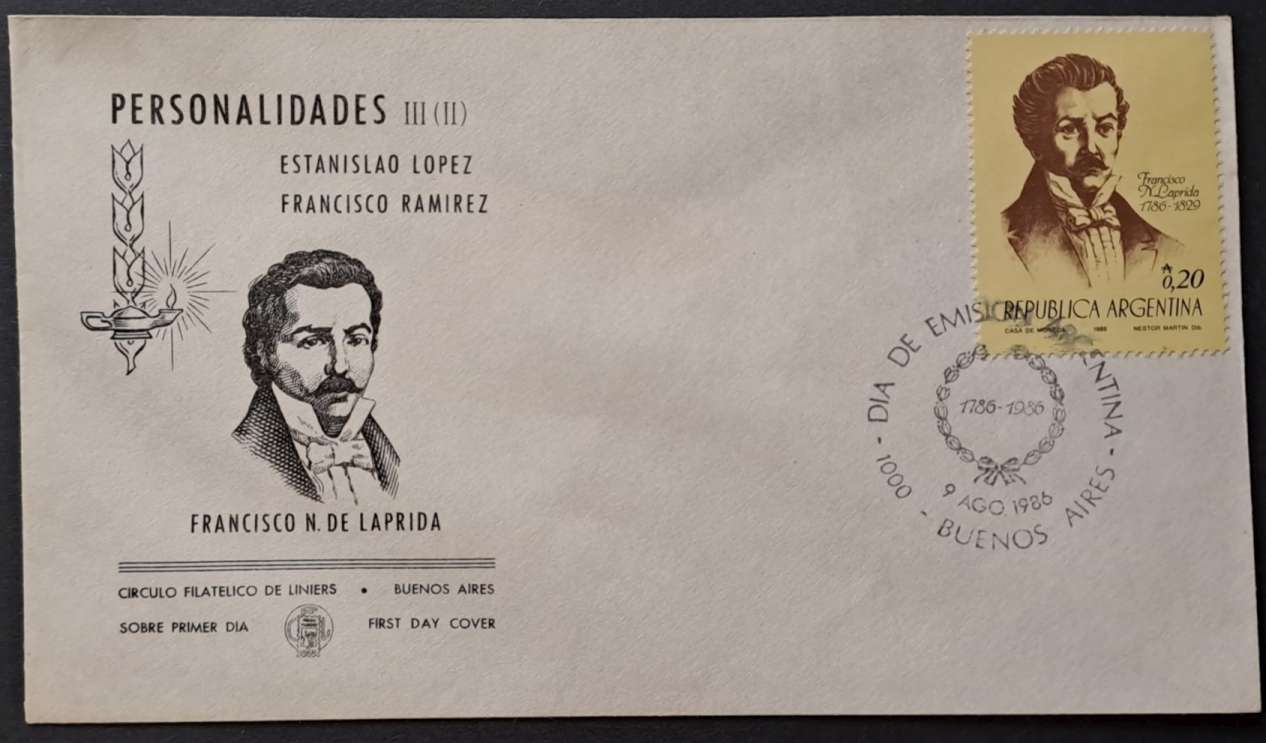 PERSONALIDADES III (II)
ESTANISLAO LOPEZ
FRANCISCO RAMIREZ
FRANCISCO N. DE LAPRIDA
CIRCULO FILATELICO DE LINIERS • BUENOS AIRES
SOBRE PRIMER DIA
FIRST DAY COVER
Francisco
N. Laprida
1786-1829
₳
0,20
REPUBLICA ARGENTINA
CASA DE MONEDA 1986 NESTOR MARTIN Dib.
- DIA DE EMISION
- 1000 - BUENOS AIRES -
1786-1986
9 AGO 1986